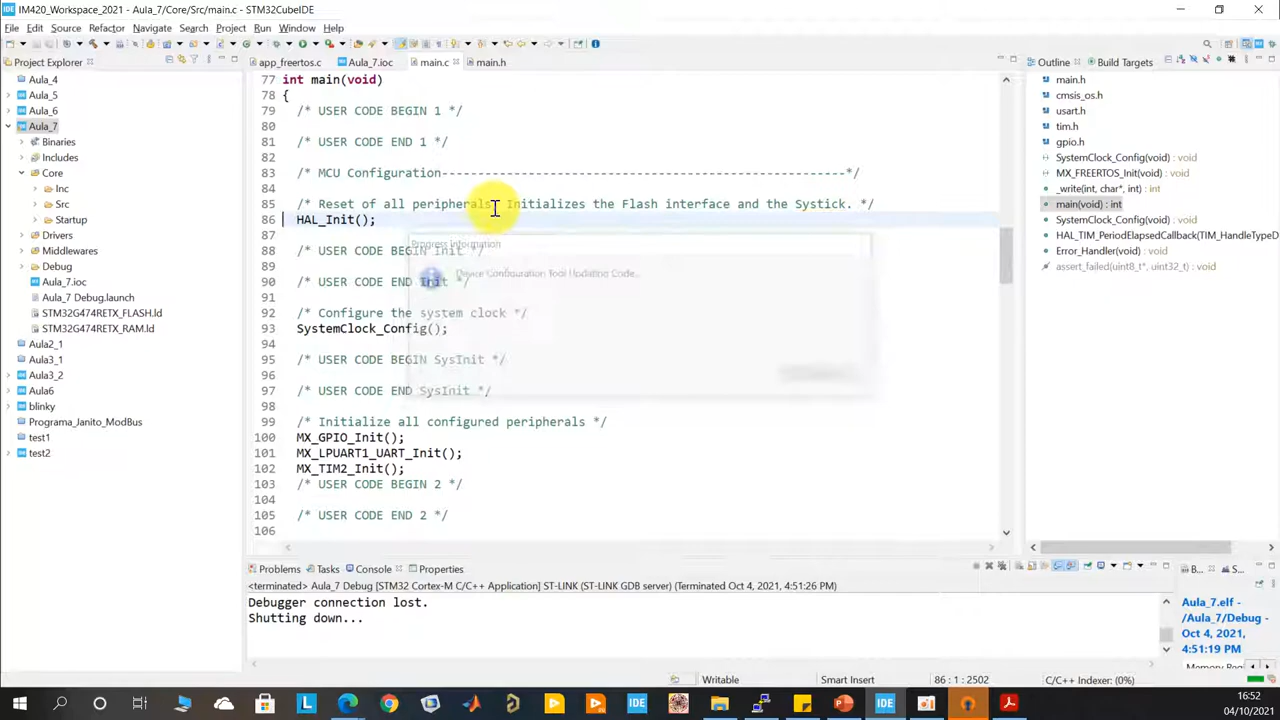 IM420_Workspace_2021 - Aula_7/Core/Src/main.c - STM32CubeIDE
File Edit Source Refactor Navigate Search Project Run Window Help
Project Explorer
Aula_4
Aula_5
Aula_6
Aula_7
Binaries
Includes
Core
Inc
Src
Startup
Drivers
Middlewares
Debug
Aula_7.ioc
Aula_7 Debug.launch
STM32G474RETX_FLASH.ld
STM32G474RETX_RAM.ld
Aula2_1
Aula3_1
Aula3_2
Aula6
blinky
Programa_Janito_ModBus
test1
test2
app_freertos.c Aula_7.ioc main.c main.h
77 int main(void)
78 {
79 /* USER CODE BEGIN 1 */
80
81 /* USER CODE END 1 */
82
83 /* MCU Configuration--------------------------------------------------------*/
84
85 /* Reset of all peripherals, Initializes the Flash interface and the Systick. */
86 HAL_Init();
87
88 /* USER CODE BEGIN Init */
89
90 /* USER CODE END Init */
91
92 /* Configure the system clock */
93 SystemClock_Config();
94
95 /* USER CODE BEGIN SysInit */
96
97 /* USER CODE END SysInit */
98
99 /* Initialize all configured peripherals */
100 MX_GPIO_Init();
101 MX_LPUART1_UART_Init();
102 MX_TIM2_Init();
103 /* USER CODE BEGIN 2 */
104
105 /* USER CODE END 2 */
106
Progress Information
Device Configuration Tool Updating Code..
Outline Build Targets
main.h
cmsis_os.h
usart.h
tim.h
gpio.h
SystemClock_Config(void) : void
MX_FREERTOS_Init(void) : void
_write(int, char*, int) : int
main(void) : int
SystemClock_Config(void) : void
HAL_TIM_PeriodElapsedCallback(TIM_HandleTypeD
Error_Handler(void) : void
assert_failed(uint8_t*, uint32_t) : void
Problems Tasks Console Properties
<terminated> Aula_7 Debug [STM32 Cortex-M C/C++ Application] ST-LINK (ST-LINK GDB server) (Terminated Oct 4, 2021, 4:51:26 PM)
Debugger connection lost.
Shutting down...
B... S...
Aula_7.elf -
/Aula_7/Debug -
Oct 4, 2021,
4:51:19 PM
Memory Regi
Writable Smart Insert 86 : 1 : 2502 C/C++ Indexer: (0%)
16:52
04/10/2021